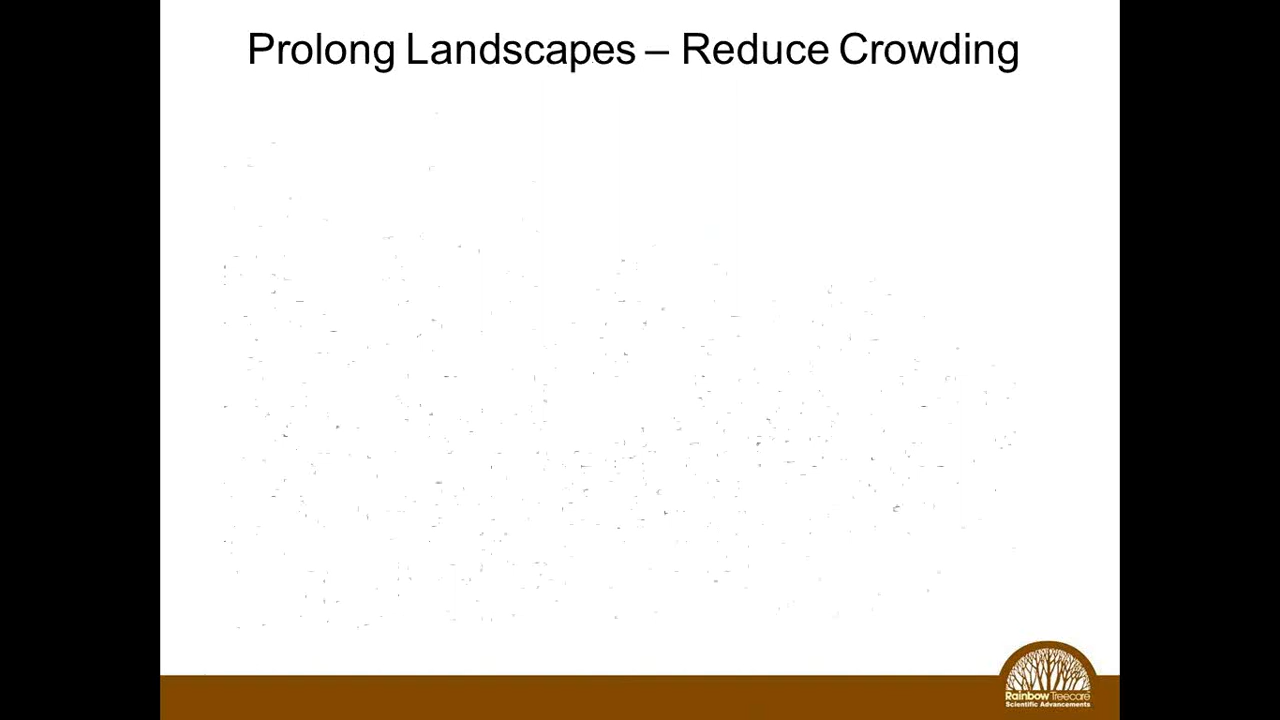 Prolong Landscapes – Reduce Crowding
Rainbow Treecare
Scientific Advancements